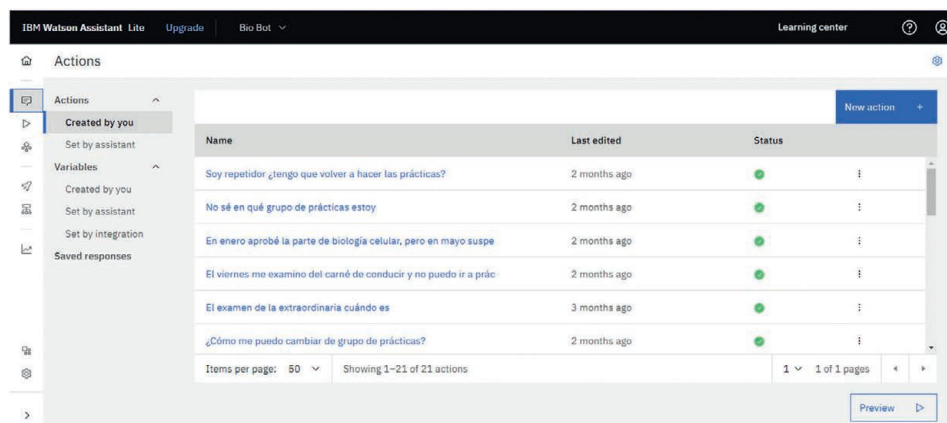 IBM Watson Assistant Lite Upgrade Bio Bot Learning center
Actions
Actions
Created by you
Set by assistant
Variables
Created by you
Set by assistant
Set by integration
Saved responses
New action +
Name Last edited Status
Soy repetidor ¿tengo que volver a hacer las prácticas? 2 months ago
No sé en qué grupo de prácticas estoy 2 months ago
En enero aprobé la parte de biología celular, pero en mayo suspe 2 months ago
El viernes me examino del carné de conducir y no puedo ir a prác 2 months ago
El examen de la extraordinaria cuándo es 3 months ago
¿Cómo me puedo cambiar de grupo de prácticas? 2 months ago
Items per page: 50 Showing 1–21 of 21 actions 1 1 of 1 pages
Preview